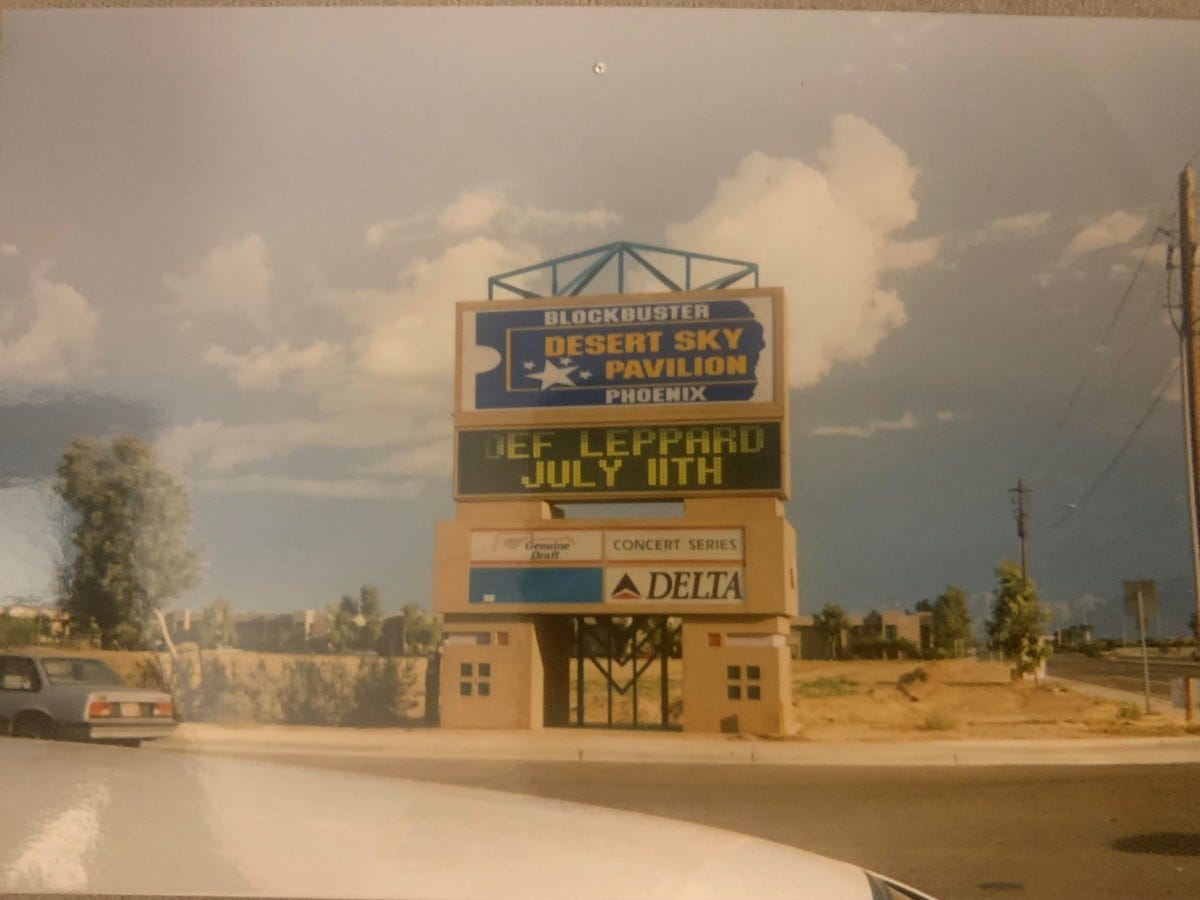 BLOCKBUSTER
DESERT SKY
PAVILION
PHOENIX
DEF LEPPARD
JULY 11TH
Genuine
Draft
CONCERT SERIES
DELTA